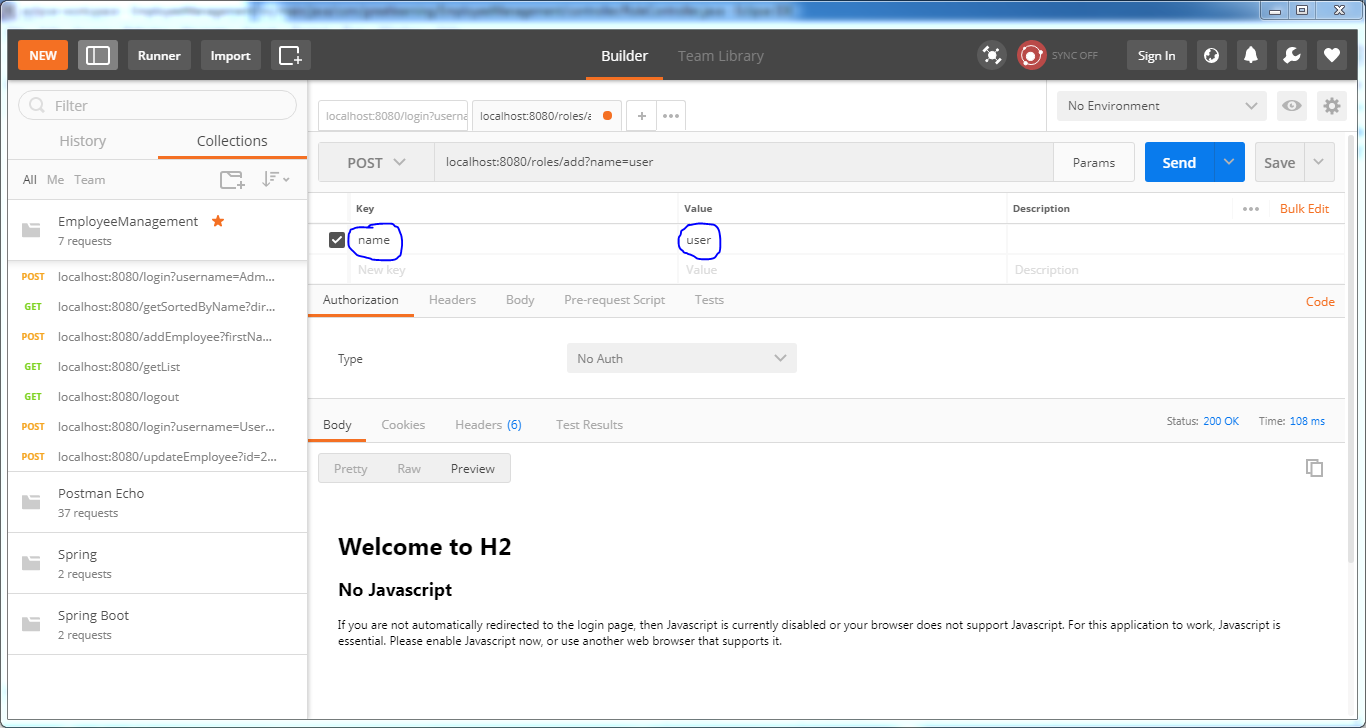 NEW Runner Import Builder Team Library SYNC OFF Sign In
Filter
History Collections
All Me Team
EmployeeManagement
7 requests
POST localhost:8080/login?username=Adm...
GET localhost:8080/getSortedByName?dir...
POST localhost:8080/addEmployee?firstNa...
GET localhost:8080/getList
GET localhost:8080/logout
POST localhost:8080/login?username=User...
POST localhost:8080/updateEmployee?id=2...
Postman Echo
37 requests
Spring
2 requests
Spring Boot
2 requests
localhost:8080/login?userna localhost:8080/roles/a + ••• No Environment
POST localhost:8080/roles/add?name=user Params Send Save
Key Value Description ••• Bulk Edit
name user
New key Value Description
Authorization Headers Body Pre-request Script Tests Code
Type No Auth
Body Cookies Headers (6) Test Results Status: 200 OK Time: 108 ms
Pretty Raw Preview
Welcome to H2
No Javascript
If you are not automatically redirected to the login page, then Javascript is currently disabled or your browser does not support Javascript. For this application to work, Javascript is
essential. Please enable Javascript now, or use another web browser that supports it.